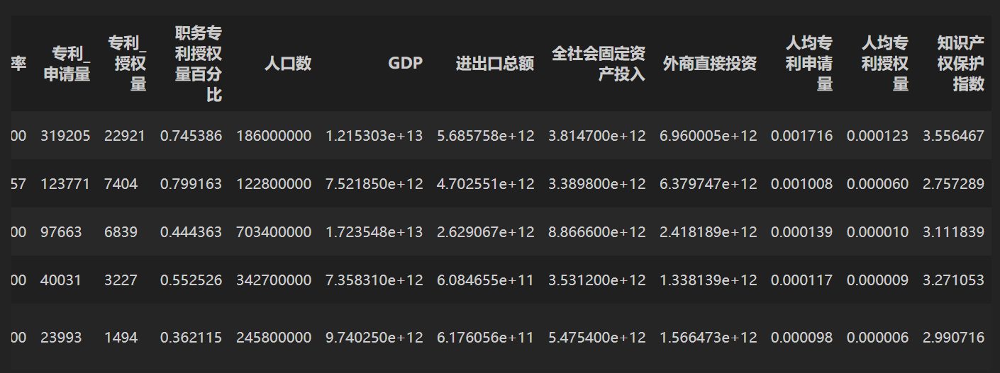 率 专利_申请量 专利_授权量 职务专利授权量百分比 人口数 GDP 进出口总额 全社会固定资产投入 外商直接投资 人均专利申请量 人均专利授权量 知识产权保护指数
00 319205 22921 0.745386 186000000 1.215303e+13 5.685758e+12 3.814700e+12 6.960005e+12 0.001716 0.000123 3.556467
57 123771 7404 0.799163 122800000 7.521850e+12 4.702551e+12 3.389800e+12 6.379747e+12 0.001008 0.000060 2.757289
00 97663 6839 0.444363 703400000 1.723548e+13 2.629067e+12 8.866600e+12 2.418189e+12 0.000139 0.000010 3.111839
00 40031 3227 0.552526 342700000 7.358310e+12 6.084655e+11 3.531200e+12 1.338139e+12 0.000117 0.000009 3.271053
00 23993 1494 0.362115 245800000 9.740250e+12 6.176056e+11 5.475400e+12 1.566473e+12 0.000098 0.000006 2.990716